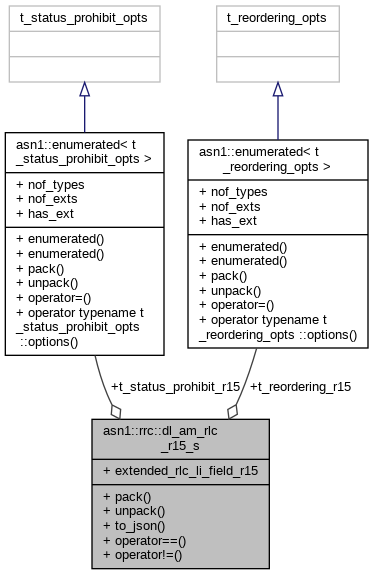 t_status_prohibit_opts
t_reordering_opts
asn1::enumerated< t
_status_prohibit_opts >
+ nof_types
+ nof_exts
+ has_ext
+ enumerated()
+ enumerated()
+ pack()
+ unpack()
+ operator=()
+ operator typename t
_status_prohibit_opts
::options()
asn1::enumerated< t
_reordering_opts >
+ nof_types
+ nof_exts
+ has_ext
+ enumerated()
+ enumerated()
+ pack()
+ unpack()
+ operator=()
+ operator typename t
_reordering_opts ::options()
+t_status_prohibit_r15
+t_reordering_r15
asn1::rrc::dl_am_rlc
_r15_s
+ extended_rlc_li_field_r15
+ pack()
+ unpack()
+ to_json()
+ operator==()
+ operator!=()